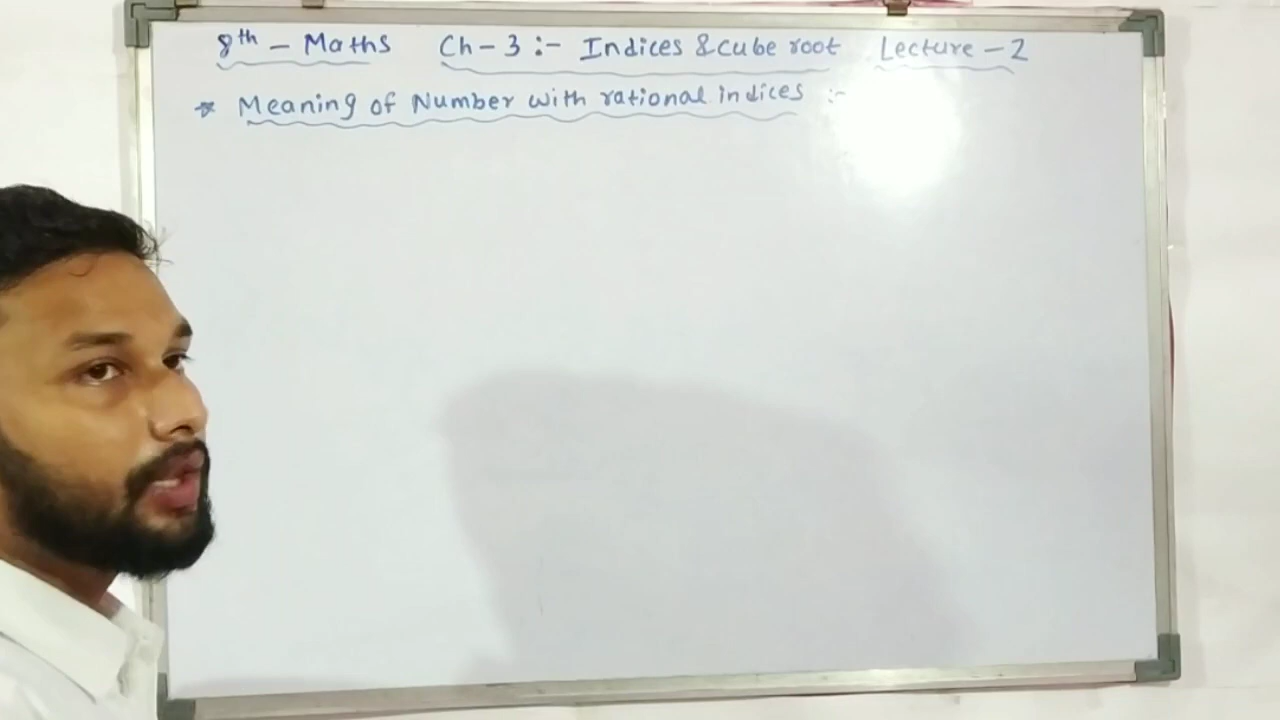 8th - Maths Ch-3 :- Indices & cube root Lecture - 2
* Meaning of Number with rational indices :-